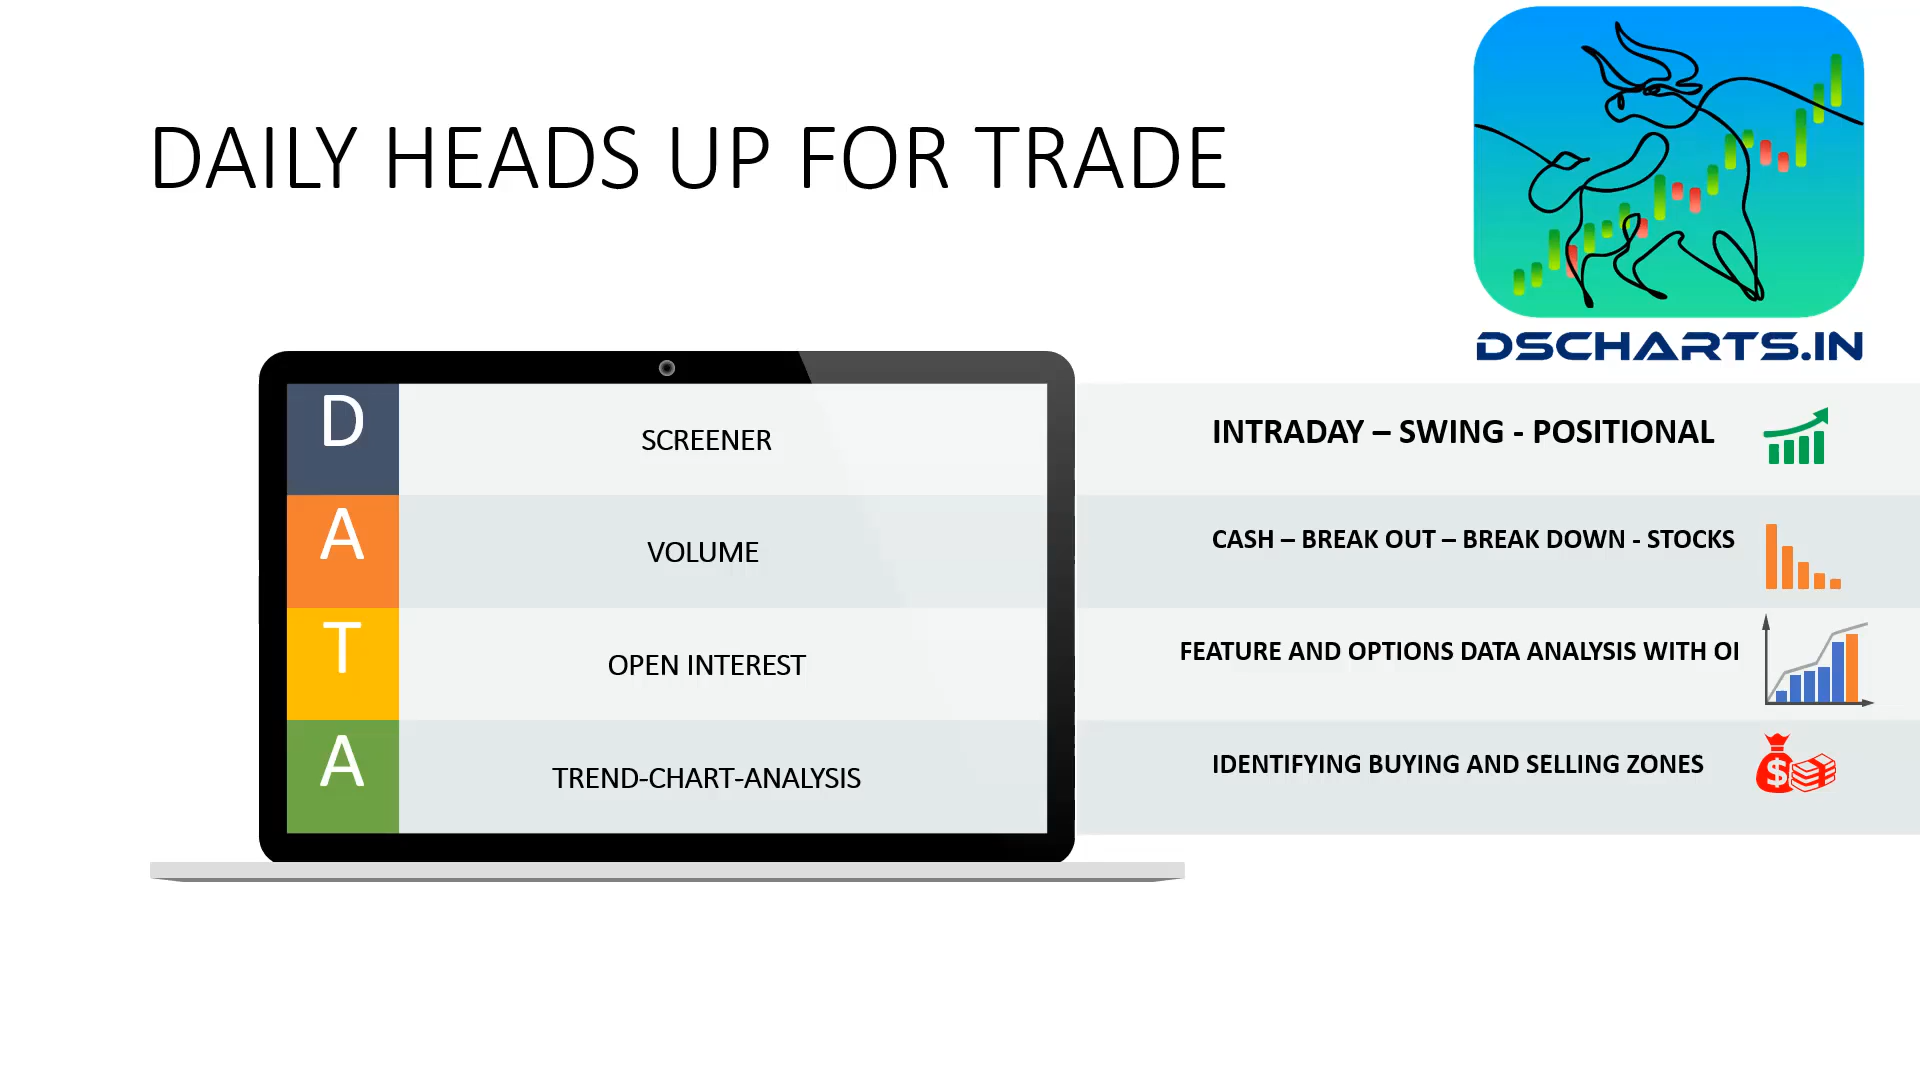 DAILY HEADS UP FOR TRADE
DSCHARTS.IN
D
SCREENER
INTRADAY – SWING - POSITIONAL
A
VOLUME
CASH – BREAK OUT – BREAK DOWN - STOCKS
T
OPEN INTEREST
FEATURE AND OPTIONS DATA ANALYSIS WITH OI
A
TREND-CHART-ANALYSIS
IDENTIFYING BUYING AND SELLING ZONES
$